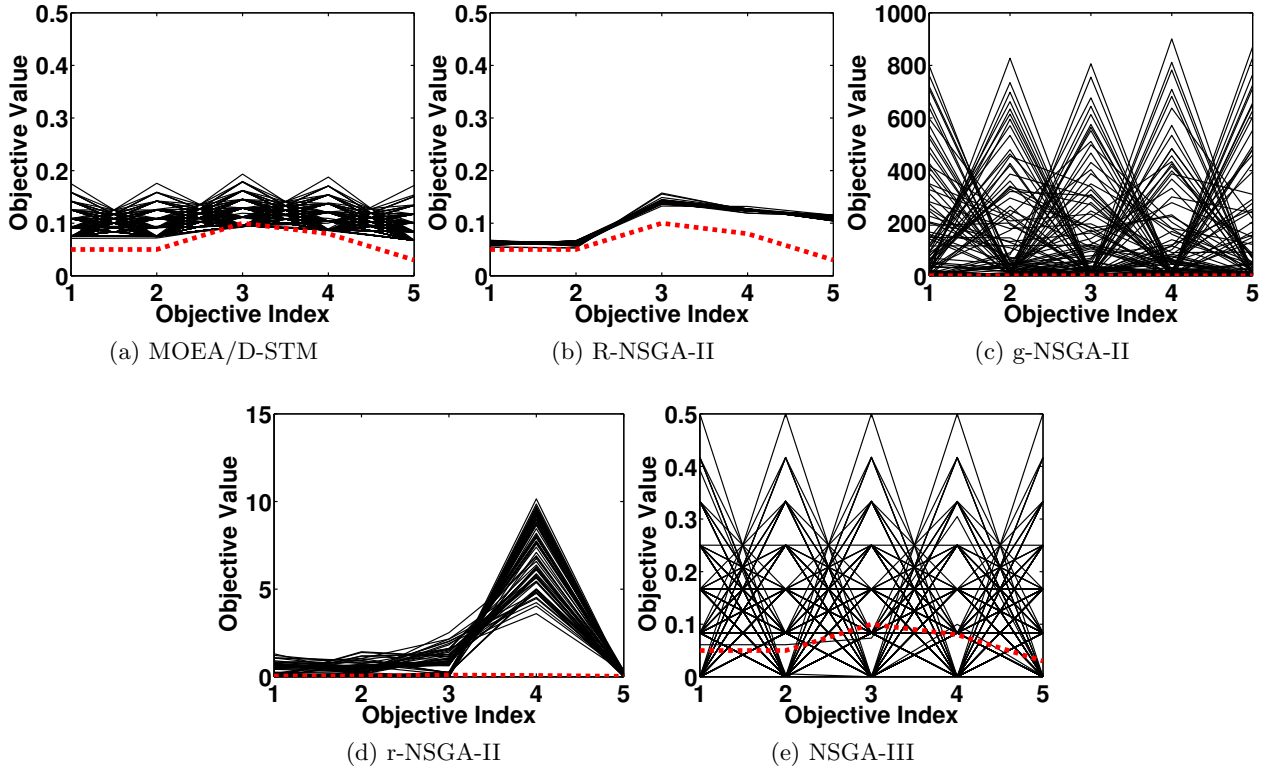 0.5
0.4
0.3
0.2
0.1
0
Objective Value
1 2 3 4 5
Objective Index
(a) MOEA/D-STM
0.5
0.4
0.3
0.2
0.1
0
Objective Value
1 2 3 4 5
Objective Index
(b) R-NSGA-II
1000
800
600
400
200
0
Objective Value
1 2 3 4 5
Objective Index
(c) g-NSGA-II
15
10
5
0
Objective Value
1 2 3 4 5
Objective Index
(d) r-NSGA-II
0.5
0.4
0.3
0.2
0.1
0
Objective Value
1 2 3 4 5
Objective Index
(e) NSGA-III